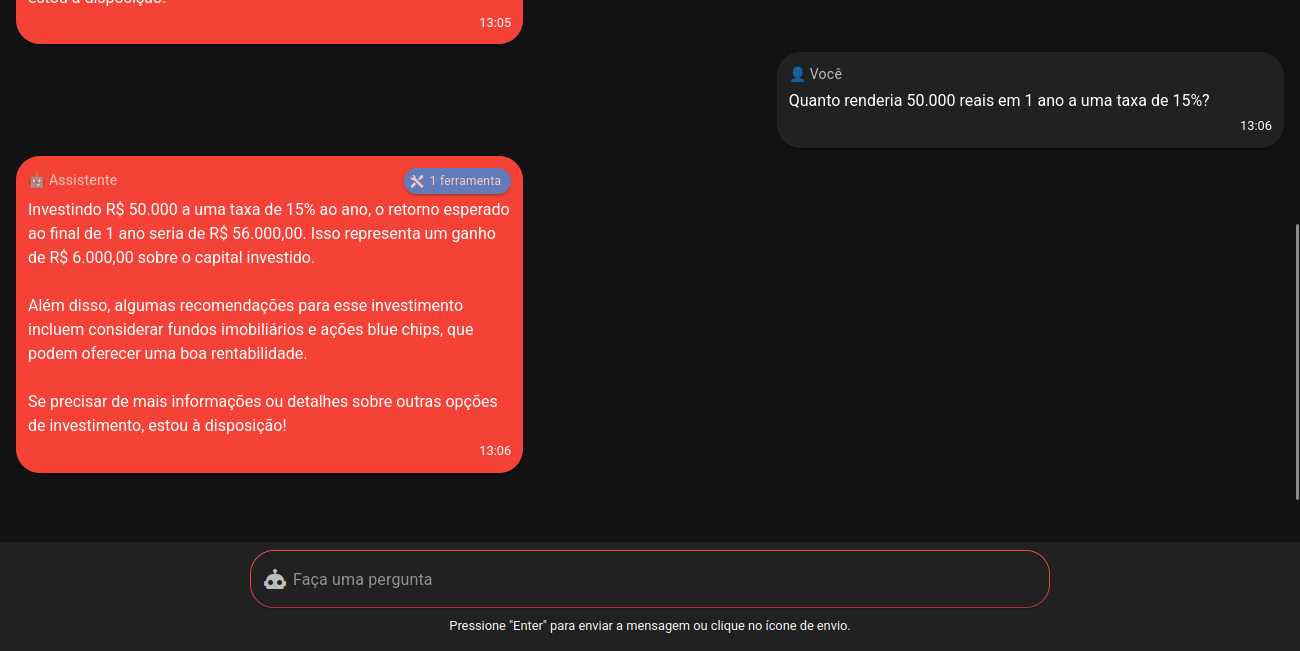 estou à disposição!
13:05
Você
Quanto renderia 50.000 reais em 1 ano a uma taxa de 15%?
13:06
Assistente
1 ferramenta
Investindo R$ 50.000 a uma taxa de 15% ao ano, o retorno esperado
ao final de 1 ano seria de R$ 56.000,00. Isso representa um ganho
de R$ 6.000,00 sobre o capital investido.
Além disso, algumas recomendações para esse investimento
incluem considerar fundos imobiliários e ações blue chips, que
podem oferecer uma boa rentabilidade.
Se precisar de mais informações ou detalhes sobre outras opções
de investimento, estou à disposição!
13:06
Faça uma pergunta
Pressione "Enter" para enviar a mensagem ou clique no ícone de envio.